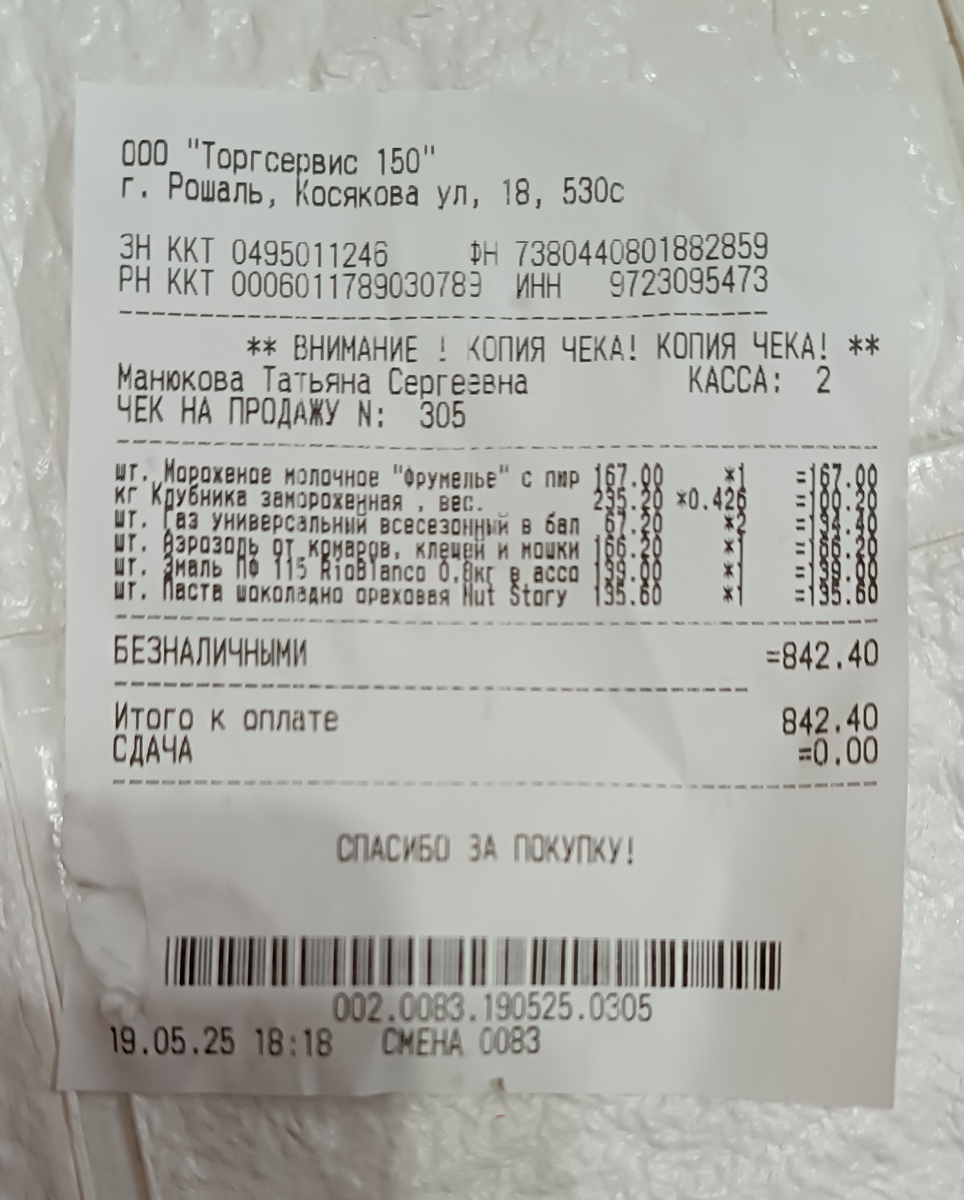 ООО "Торгсервис 150"
г. Рошаль, Косякова ул, 18, 530с
ЗН ККТ 0495011246 ФН 7380440801882859
РН ККТ 0006011789030789 ИНН 9723095473
** ВНИМАНИЕ ! КОПИЯ ЧЕКА! КОПИЯ ЧЕКА! **
Манюкова Татьяна Сергеевна КАССА: 2
ЧЕК НА ПРОДАЖУ N: 305
шт. Мороженое молочное "Фрумелье" с пюр 167.00 *1 =167.00
кг Клубника замороженная , вес. 235.20 *0.426 =100.20
шт. Газ универсальный всесезонный в бал 67.20 *2 =134.40
шт. Аэрозоль от комаров, клещей и мошки 166.20 *1 =166.20
шт. Эмаль ПФ 115 RioBlanco 0.8кг в ассо 139.00 *1 =139.00
шт. Паста шоколадно ореховая Nut Story 135.60 *1 =135.60
БЕЗНАЛИЧНЫМИ =842.40
Итого к оплате 842.40
СДАЧА =0.00
СПАСИБО ЗА ПОКУПКУ!
002.0083.190525.0305
19.05.25 18:18 СМЕНА 0083